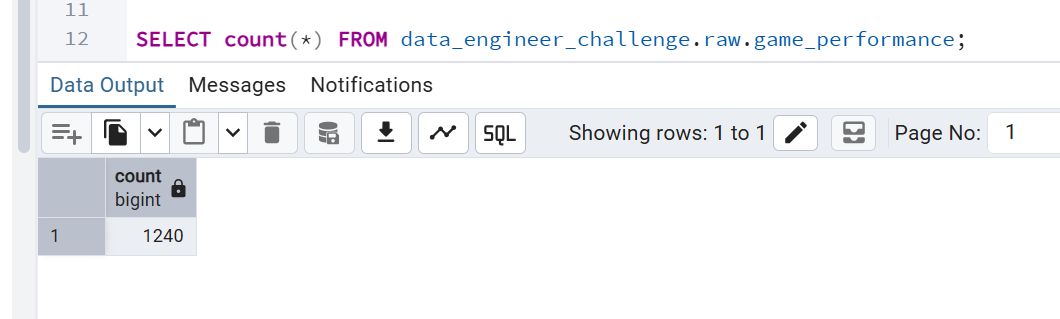 11
12 SELECT count(*) FROM data_engineer_challenge.raw.game_performance;
Data Output Messages Notifications
SQL Showing rows: 1 to 1 Page No: 1
count
bigint
1 1240